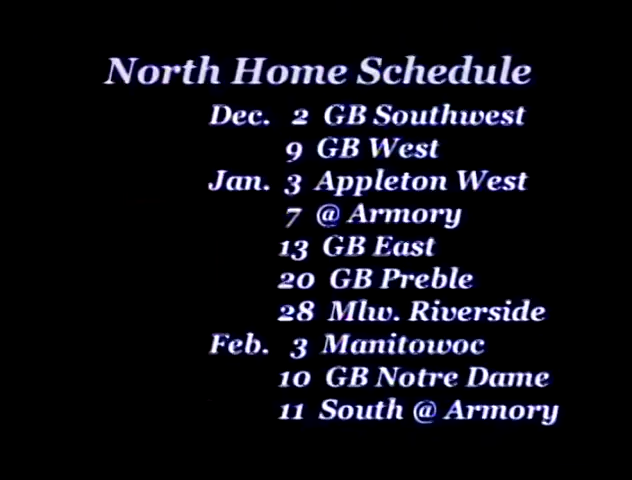 North Home Schedule
Dec. 2 GB Southwest
9 GB West
Jan. 3 Appleton West
7 @ Armory
13 GB East
20 GB Preble
28 Mlw. Riverside
Feb. 3 Manitowoc
10 GB Notre Dame
11 South @ Armory